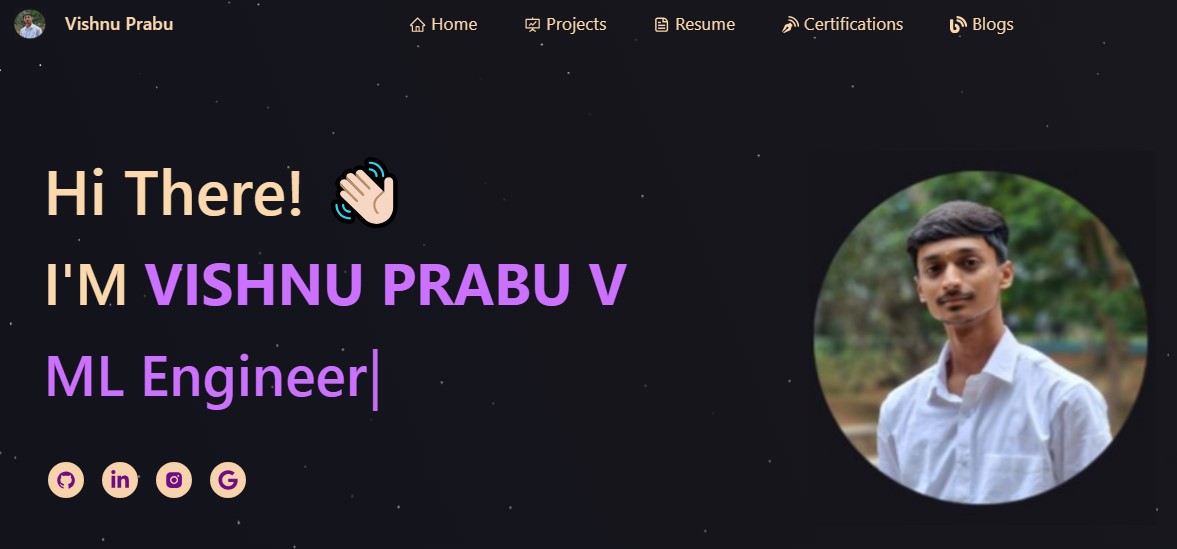 Vishnu Prabu
Home
Projects
Resume
Certifications
Blogs
Hi There!
I'M VISHNU PRABU V
ML Engineer